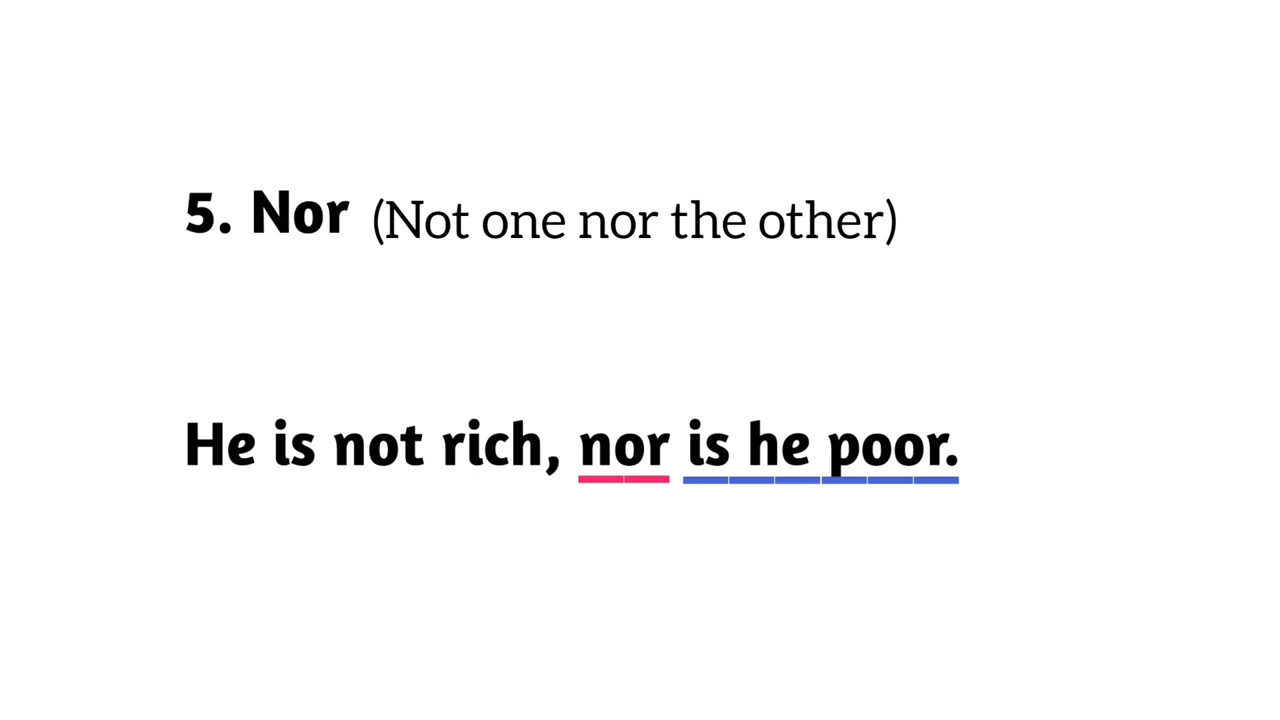 5. Nor (Not one nor the other)
He is not rich, nor is he poor.